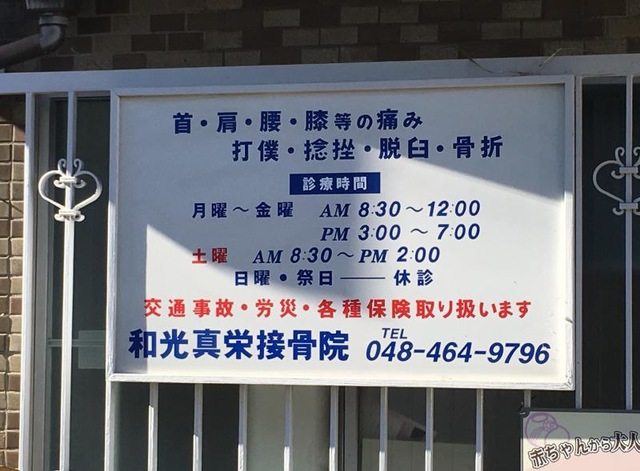 首・肩・腰・膝等の痛み
打僕・捻挫・脱臼・骨折
診療時間
月曜～金曜 AM 8:30～12:00
PM 3:00～7:00
土曜 AM 8:30～PM 2:00
日曜・祭日――休診
交通事故・労災・各種保険取り扱います
和光真栄接骨院 TEL 048-464-9796
赤ちゃんから大人